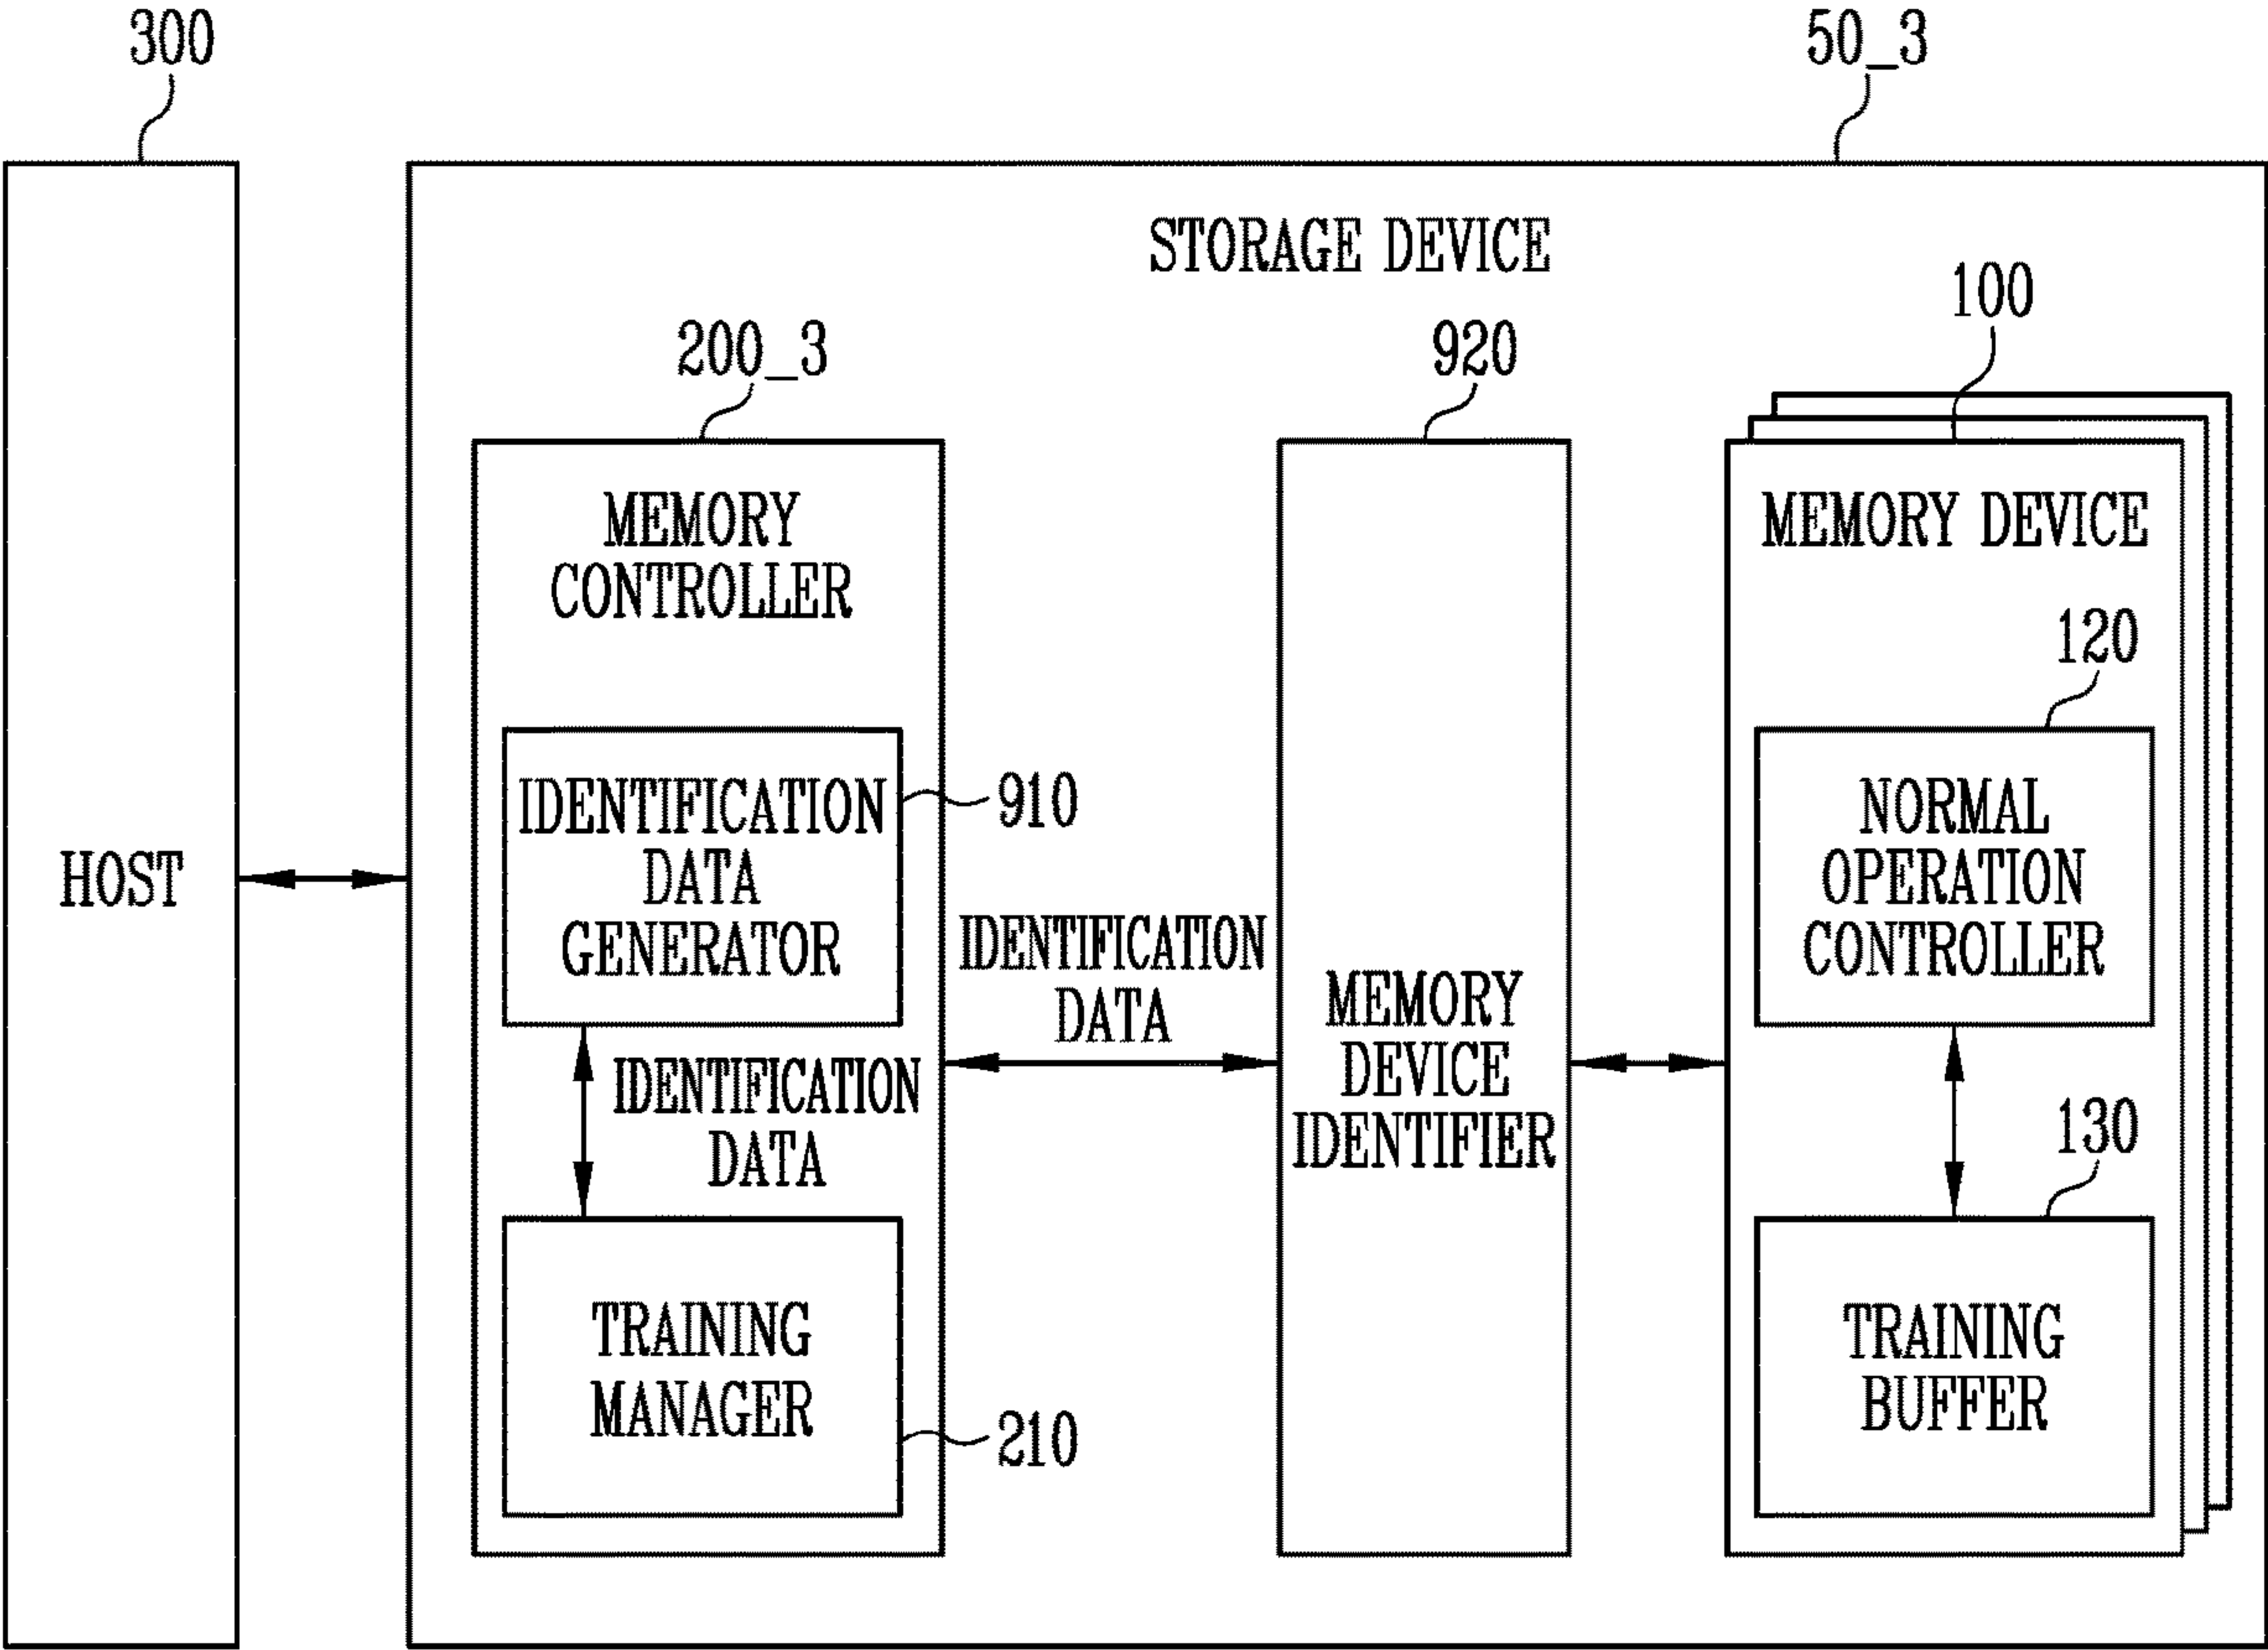 300
50_3
STORAGE DEVICE
200_3
920
100
MEMORY
CONTROLLER
MEMORY DEVICE
120
IDENTIFICATION
DATA
GENERATOR
910
NORMAL
OPERATION
CONTROLLER
HOST
IDENTIFICATION
DATA
MEMORY
DEVICE
IDENTIFIER
IDENTIFICATION
DATA
130
TRAINING
MANAGER
210
TRAINING
BUFFER